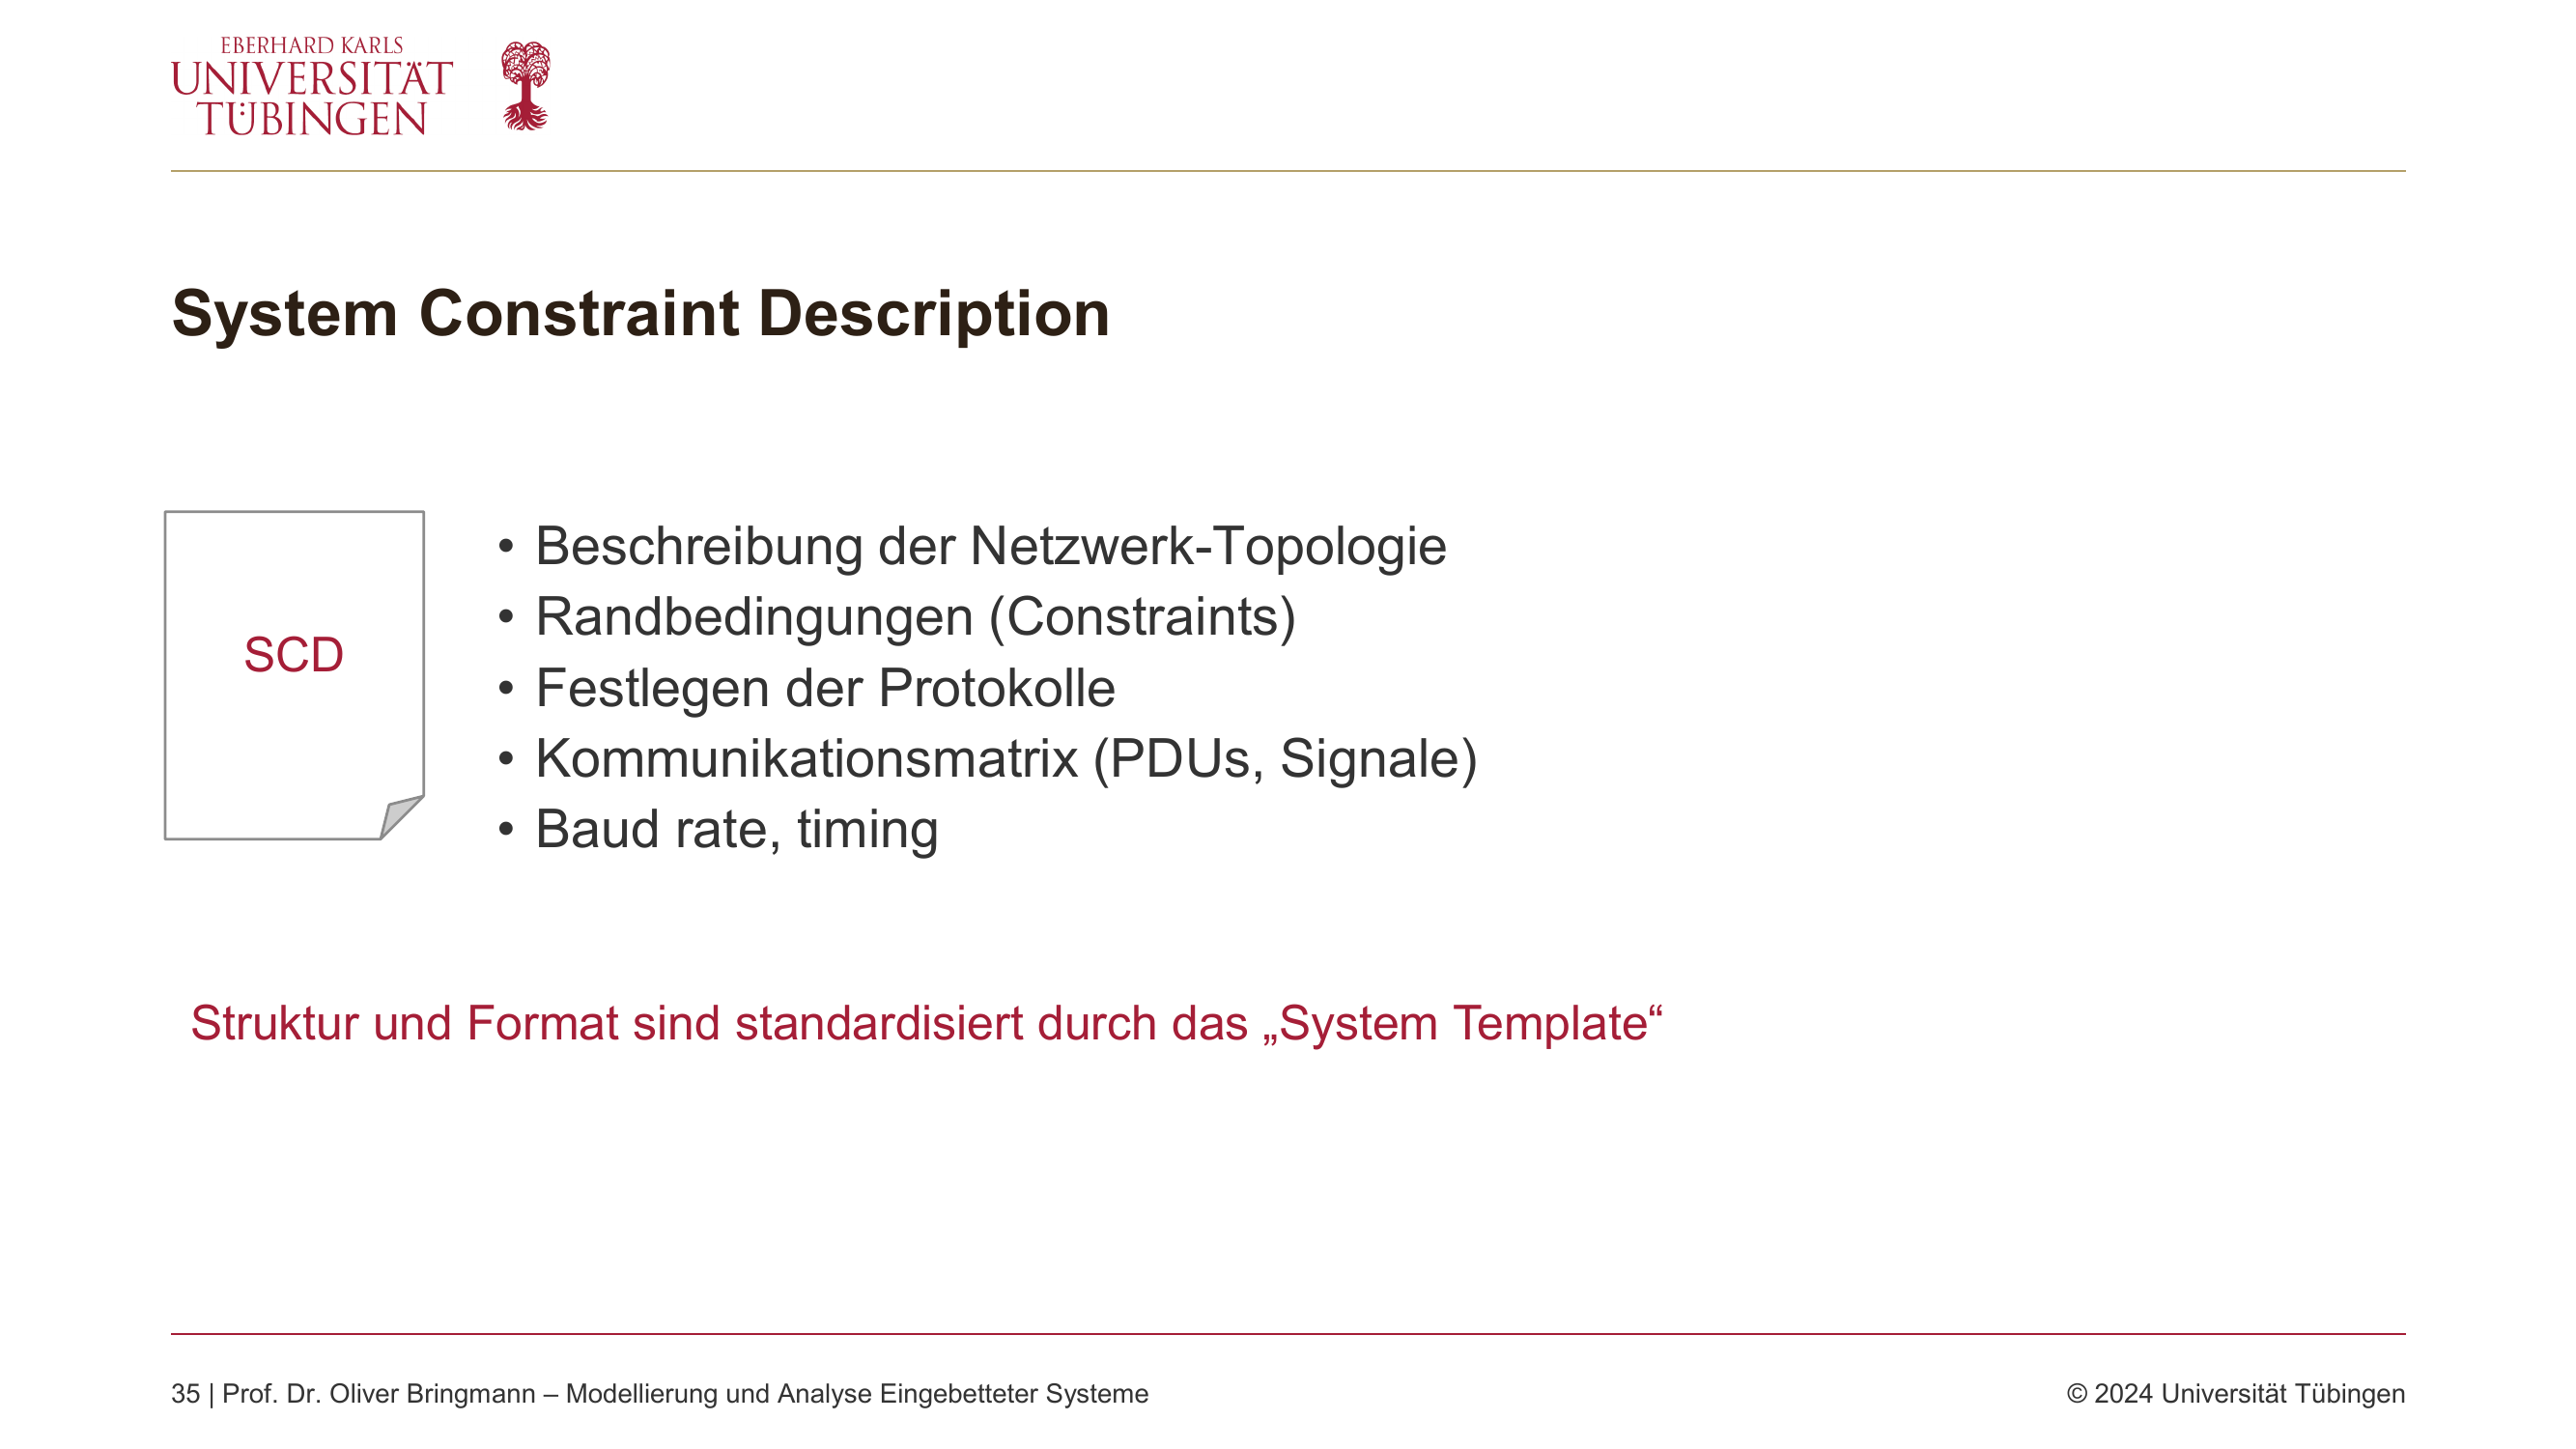 EBERHARD KARLS
UNIVERSITÄT
TÜBINGEN
System Constraint Description
SCD
• Beschreibung der Netzwerk-Topologie
• Randbedingungen (Constraints)
• Festlegen der Protokolle
• Kommunikationsmatrix (PDUs, Signale)
• Baud rate, timing
Struktur und Format sind standardisiert durch das „System Template“
35 | Prof. Dr. Oliver Bringmann – Modellierung und Analyse Eingebetteter Systeme
© 2024 Universität Tübingen